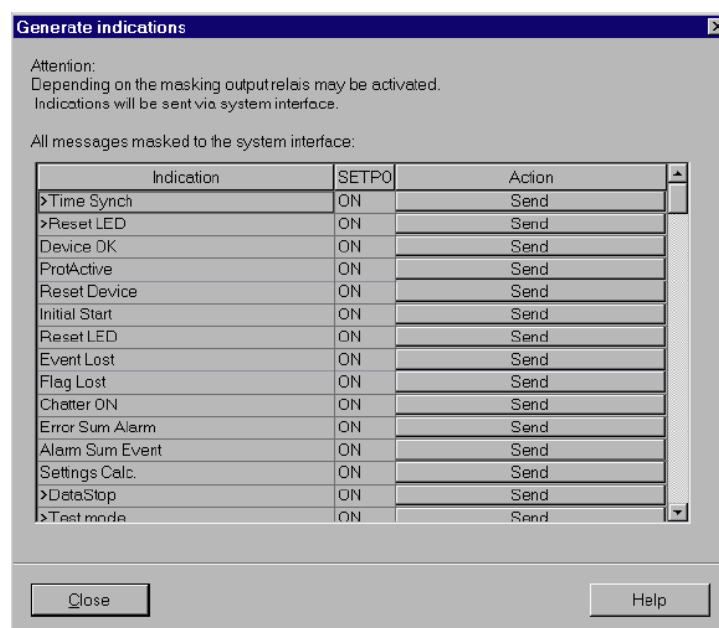 Generate indications
Attention:
Depending on the masking output relais may be activated.
Indications will be sent via system interface.
All messages masked to the system interface:
Indication SETPO Action
>Time Synch ON Send
>Reset LED ON Send
Device OK ON Send
ProtActive ON Send
Reset Device ON Send
Initial Start ON Send
Reset LED ON Send
Event Lost ON Send
Flag Lost ON Send
Chatter ON ON Send
Error Sum Alarm ON Send
Alarm Sum Event ON Send
Settings Calc. ON Send
>DataStop ON Send
>Test mode ON Send
Close Help